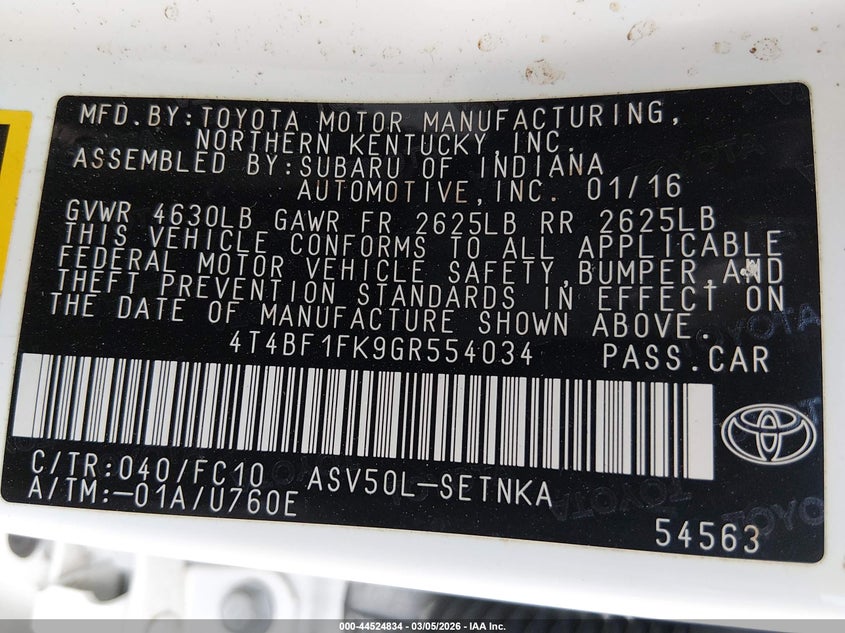 MFD.BY:TOYOTA MOTOR MANUFACTURING,
NORTHERN KENTUCKY, INC.
ASSEMBLED BY:SUBARU OF INDIANA
AUTOMOTIVE,INC. 01/16
GVWR 4630LB GAWR FR 2625LB RR 2625LB
THIS VEHICLE CONFORMS TO ALL APPLICABLE
FEDERAL MOTOR VEHICLE SAFETY,BUMPER,AND
THEFT PREVENTION STANDARDS IN EFFECT ON
THE DATE OF MANUFACTURE SHOWN ABOVE.
4T4BF1FK9GR554034 PASS.CAR
C/TR:040/FC10 ASV50L-SETNKA
A/TM:-01A/U760E
54563
000-44524834 | 03/05/2026 - IAA Inc.